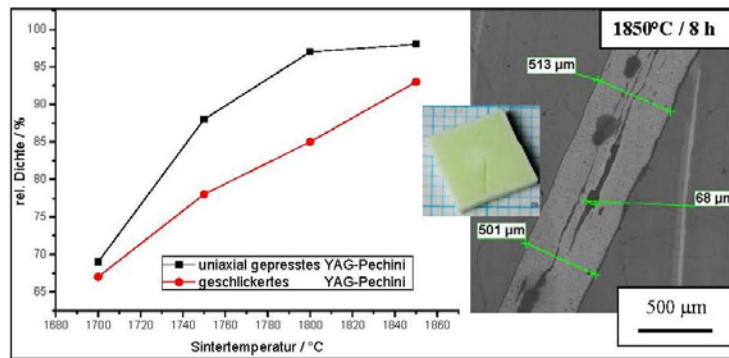 100
95
90
85
80
75
70
65
rel. Dichte / %
uniaxial gepresstes YAG-Pechini
geschlickertes YAG-Pechini
1680 1700 1720 1740 1760 1780 1800 1820 1840 1860
Sintertemperatur / °C
1850°C / 8 h
513 µm
68 µm
501 µm
500 µm